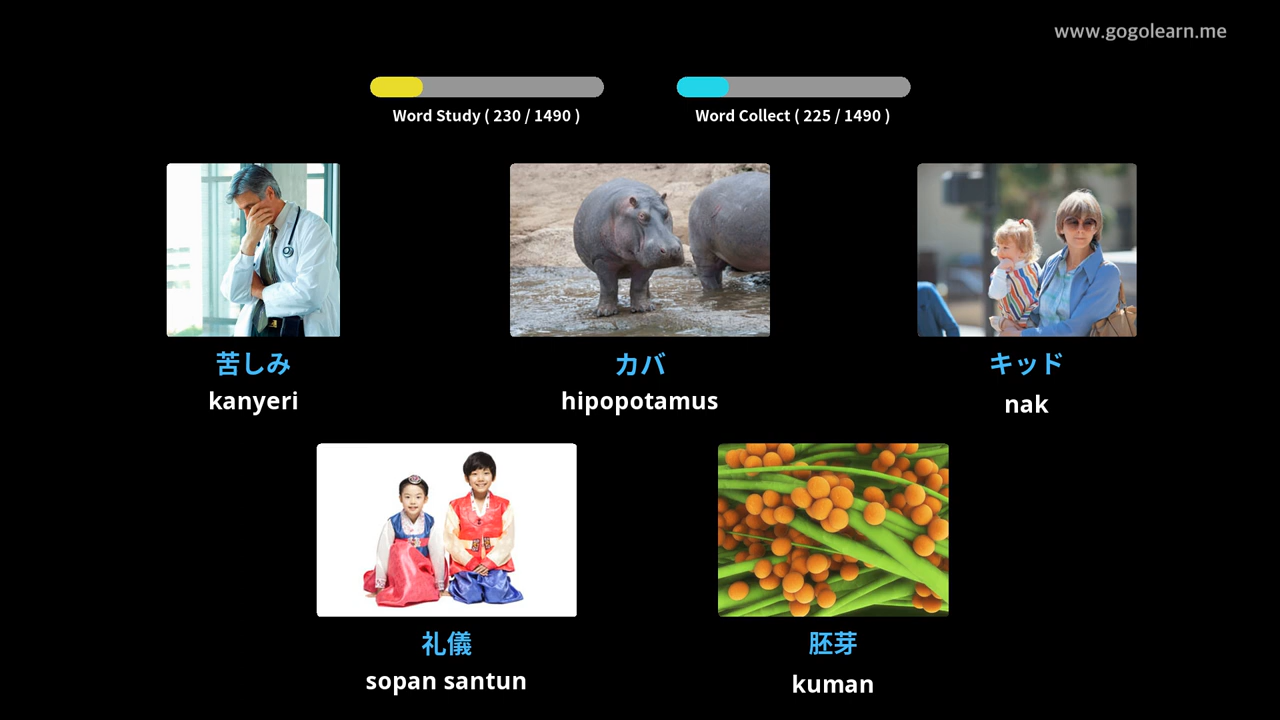 www.gogolearn.me
Word Study ( 230 / 1490 )
Word Collect ( 225 / 1490 )
苦しみ
kanyeri
カバ
hipopotamus
キッド
nak
礼儀
sopan santun
胚芽
kuman